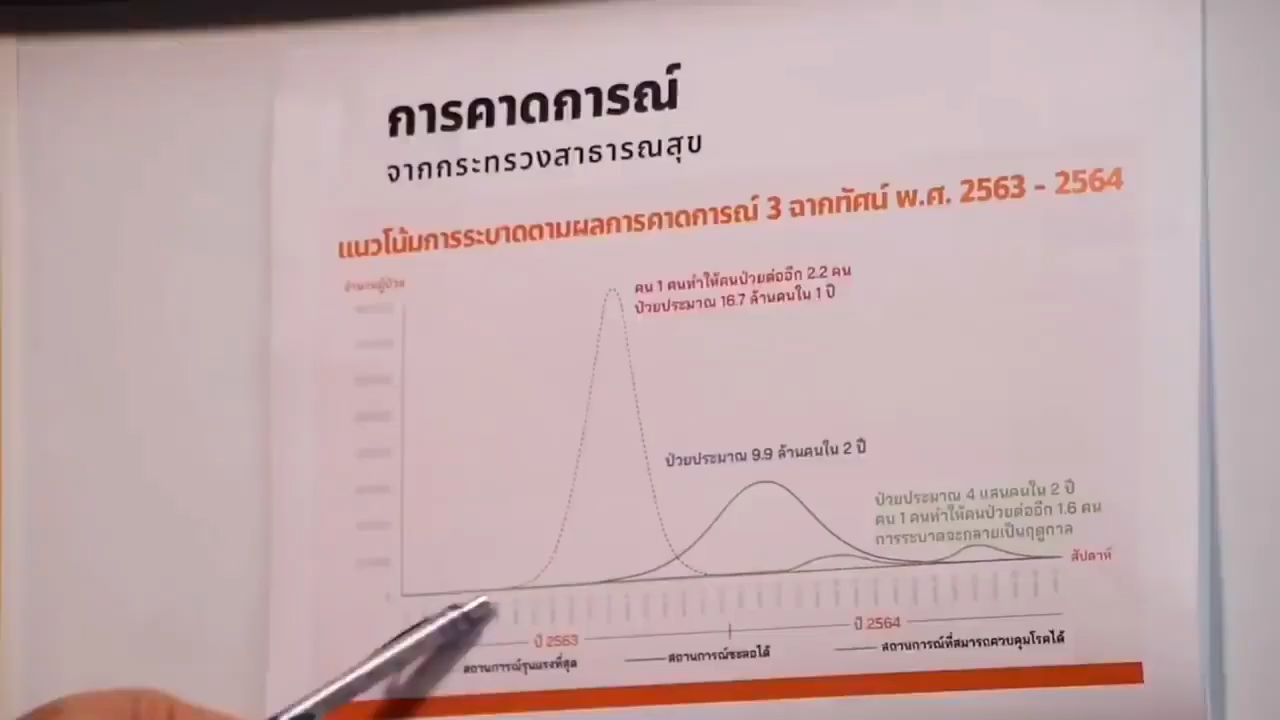 การคาดการณ์
จากกระทรวงสาธารณสุข
แนวโน้มการระบาดตามผลการคาดการณ์ 3 ฉากทัศน์ พ.ศ. 2563 - 2564
จำนวนผู้ป่วย
คน 1 คนทำให้คนป่วยต่ออีก 2.2 คน
ป่วยประมาณ 16.7 ล้านคนใน 1 ปี
ป่วยประมาณ 9.9 ล้านคนใน 2 ปี
ป่วยประมาณ 4 แสนคนใน 2 ปี
คน 1 คนทำให้คนป่วยต่ออีก 1.6 คน
การระบาดจะกลายเป็นฤดูกาล
สัปดาห์
ปี 2563
ปี 2564
สถานการณ์รุนแรงที่สุด
สถานการณ์ชะลอได้
สถานการณ์ที่สมารถควบคุมโรคได้